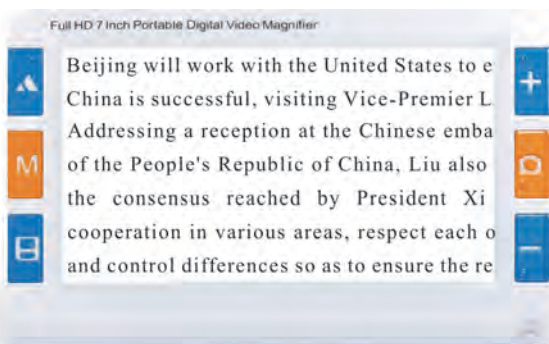 Full HD 7 Inch Portable Digital Video Magnifier
Beijing will work with the United States to e
China is successful, visiting Vice-Premier L
Addressing a reception at the Chinese emba
of the People's Republic of China, Liu also
the consensus reached by President Xi
cooperation in various areas, respect each o
and control differences so as to ensure the re
M